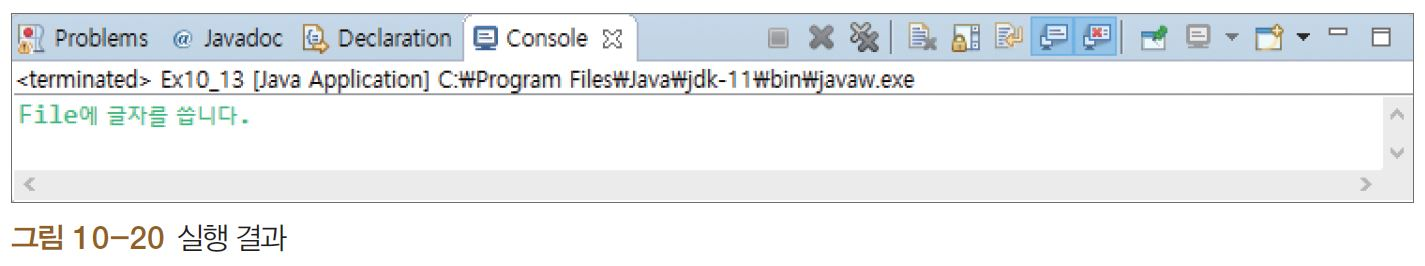 Problems @ Javadoc Declaration Console
<terminated> Ex10_13 [Java Application] C:₩Program Files₩Java₩jdk-11₩bin₩javaw.exe
File에 글자를 씁니다.
그림 10-20 실행 결과